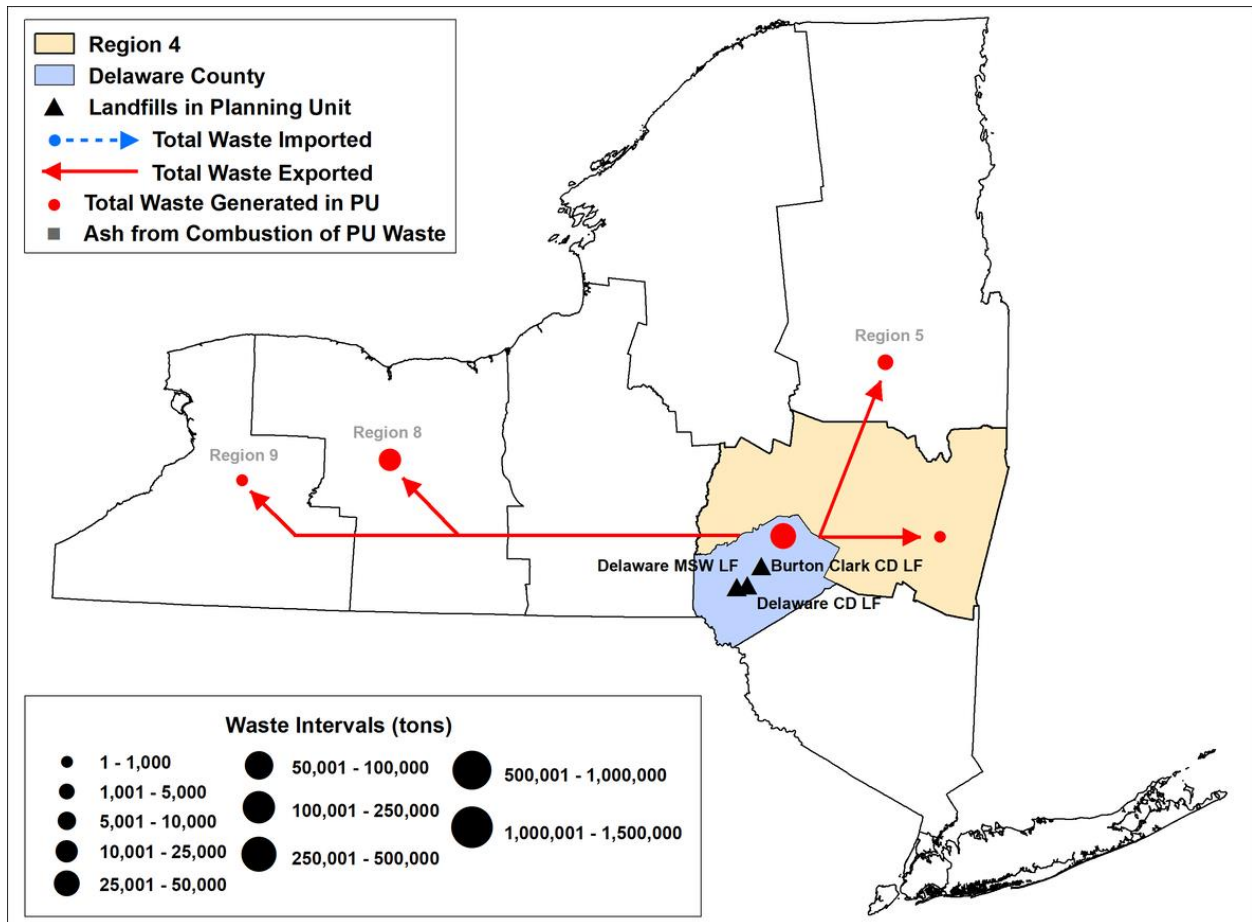 Region 4
Delaware County
Landfills in Planning Unit
Total Waste Imported
Total Waste Exported
Total Waste Generated in PU
Ash from Combustion of PU Waste
Region 5
Region 8
Region 9
Delaware MSW LF
Burton Clark CD LF
Delaware CD LF
Waste Intervals (tons)
1 - 1,000
1,001 - 5,000
5,001 - 10,000
10,001 - 25,000
25,001 - 50,000
50,001 - 100,000
100,001 - 250,000
250,001 - 500,000
500,001 - 1,000,000
1,000,001 - 1,500,000